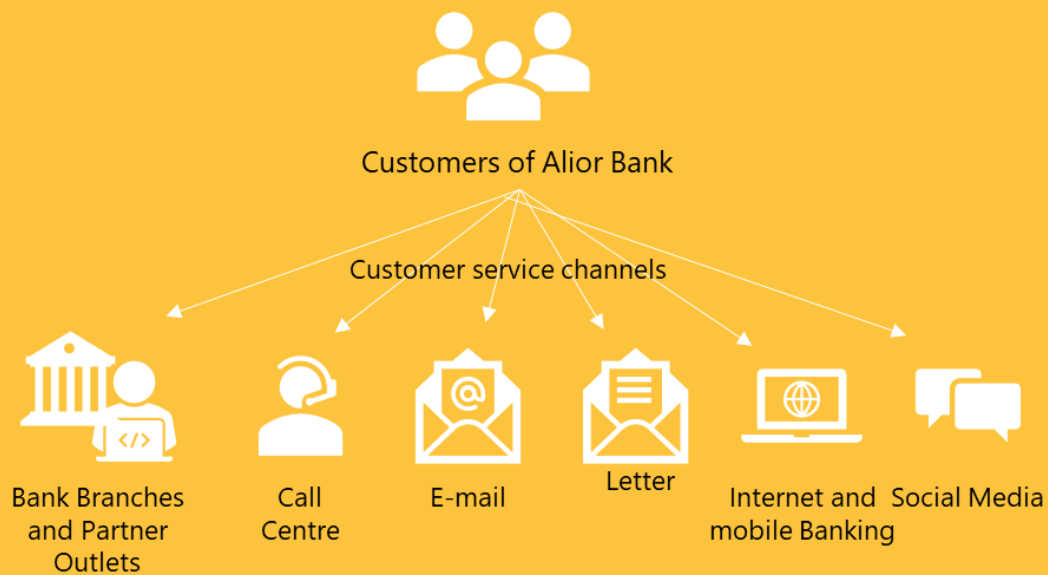 Customers of Alior Bank
Customer service channels
Bank Branches
and Partner
Outlets
Call
Centre
E-mail
Letter
Internet and
mobile Banking
Social Media